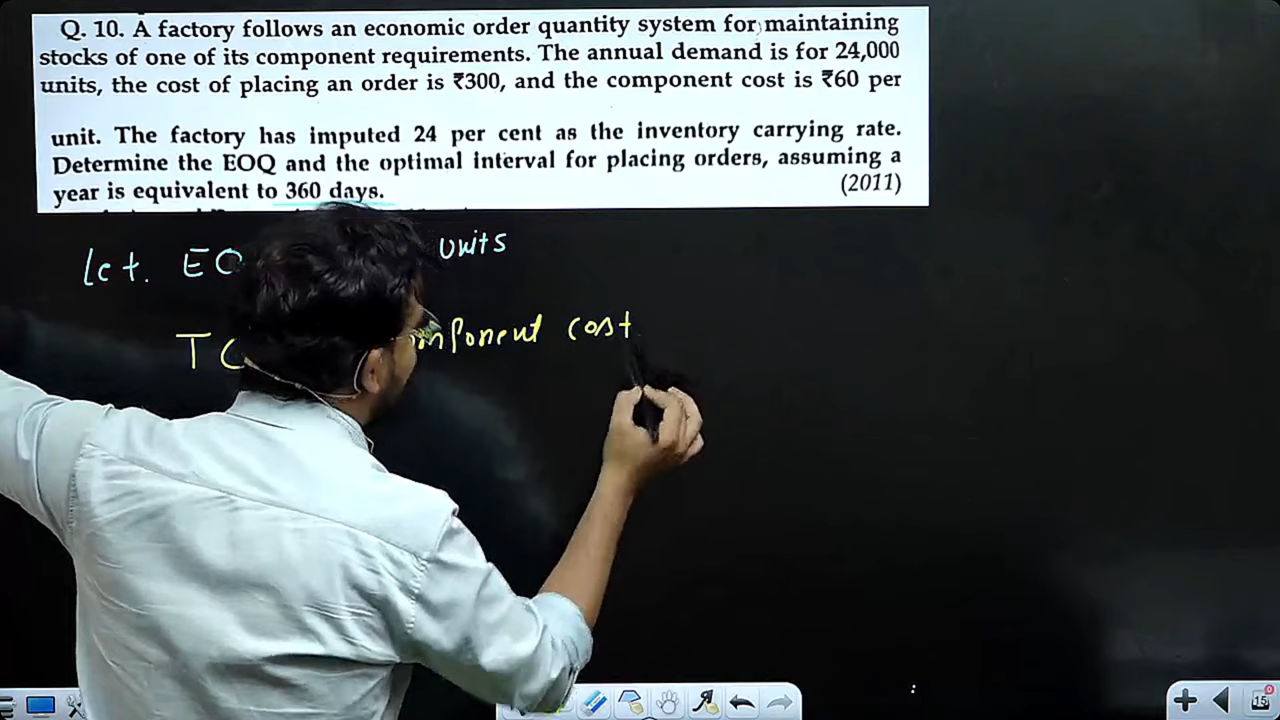 Q. 10. A factory follows an economic order quantity system for maintaining
stocks of one of its component requirements. The annual demand is for 24,000
units, the cost of placing an order is ₹300, and the component cost is ₹60 per
unit. The factory has imputed 24 per cent as the inventory carrying rate.
Determine the EOQ and the optimal interval for placing orders, assuming a
year is equivalent to 360 days.
(2011)
Let. units
cost
15